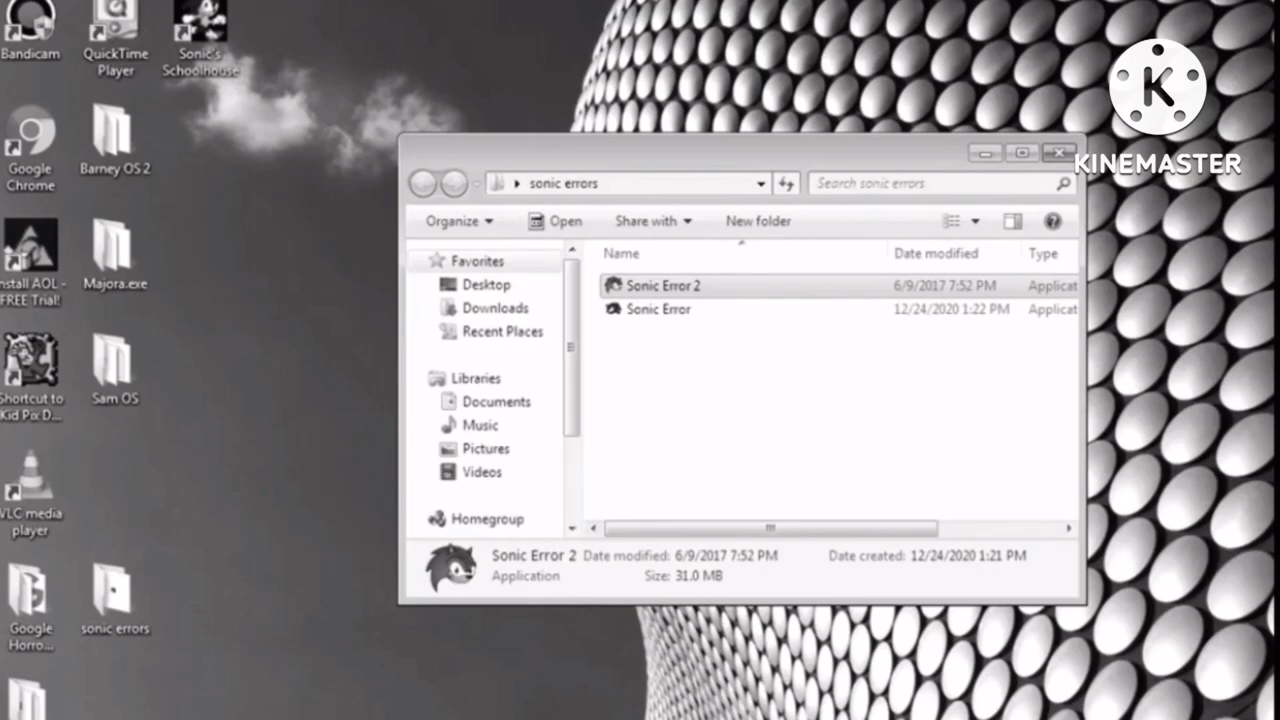 Bandicam
QuickTime
Player
Sonic's
Schoolhouse
Google
Chrome
Barney OS 2
nstall AOL -
FREE Trial!
Majora.exe
Shortcut to
Kid Pix D...
Sam OS
VLC media
player
Google
Horro...
sonic errors
sonic errors
Search sonic errors
Organize
Open
Share with
New folder
Name
Date modified
Type
Favorites
Desktop
Downloads
Recent Places
Libraries
Documents
Music
Pictures
Videos
Homegroup
Sonic Error 2 6/9/2017 7:52 PM Applicat
Sonic Error 12/24/2020 1:22 PM Applicat
Sonic Error 2 Date modified: 6/9/2017 7:52 PM Date created: 12/24/2020 1:21 PM
Application Size: 31.0 MB
K
KINEMASTER